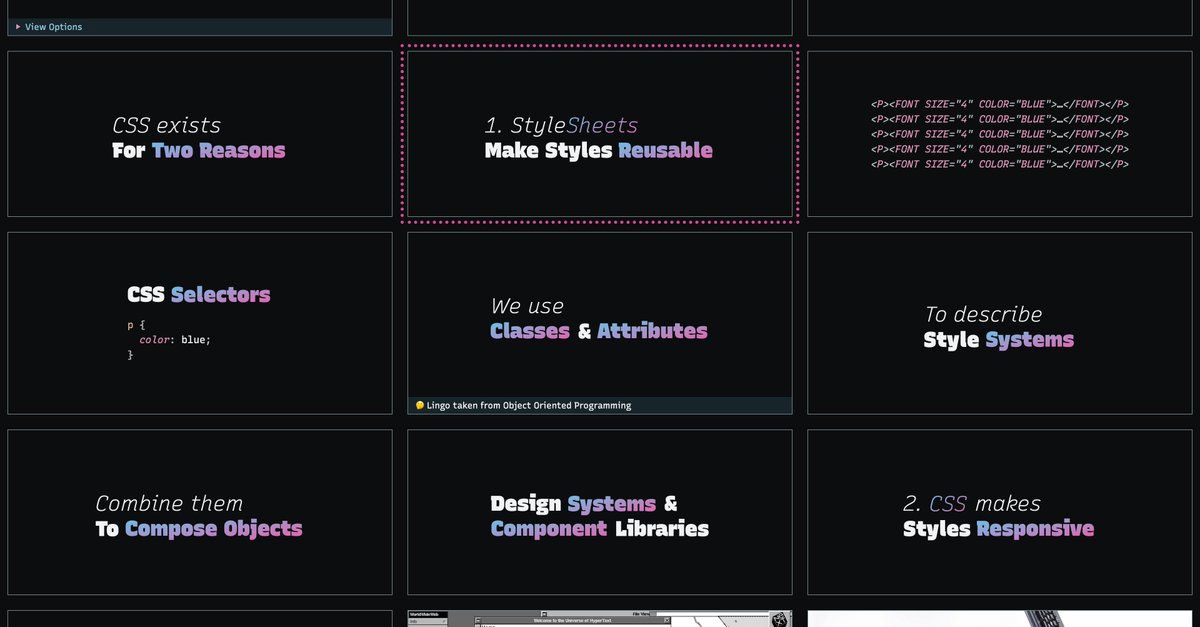 View Options
CSS exists
For Two Reasons
1. StyleSheets
Make Styles Reusable
<P><FONT SIZE="4" COLOR="BLUE">…</FONT></P>
<P><FONT SIZE="4" COLOR="BLUE">…</FONT></P>
<P><FONT SIZE="4" COLOR="BLUE">…</FONT></P>
<P><FONT SIZE="4" COLOR="BLUE">…</FONT></P>
<P><FONT SIZE="4" COLOR="BLUE">…</FONT></P>
CSS Selectors
p {
color: blue;
}
We use
Classes & Attributes
🤔 Lingo taken from Object Oriented Programming
To describe
Style Systems
Combine them
To Compose Objects
Design Systems &
Component Libraries
2. CSS makes
Styles Responsive
WorldWideWeb
Info
File View
Welcome to the Universe of HyperText